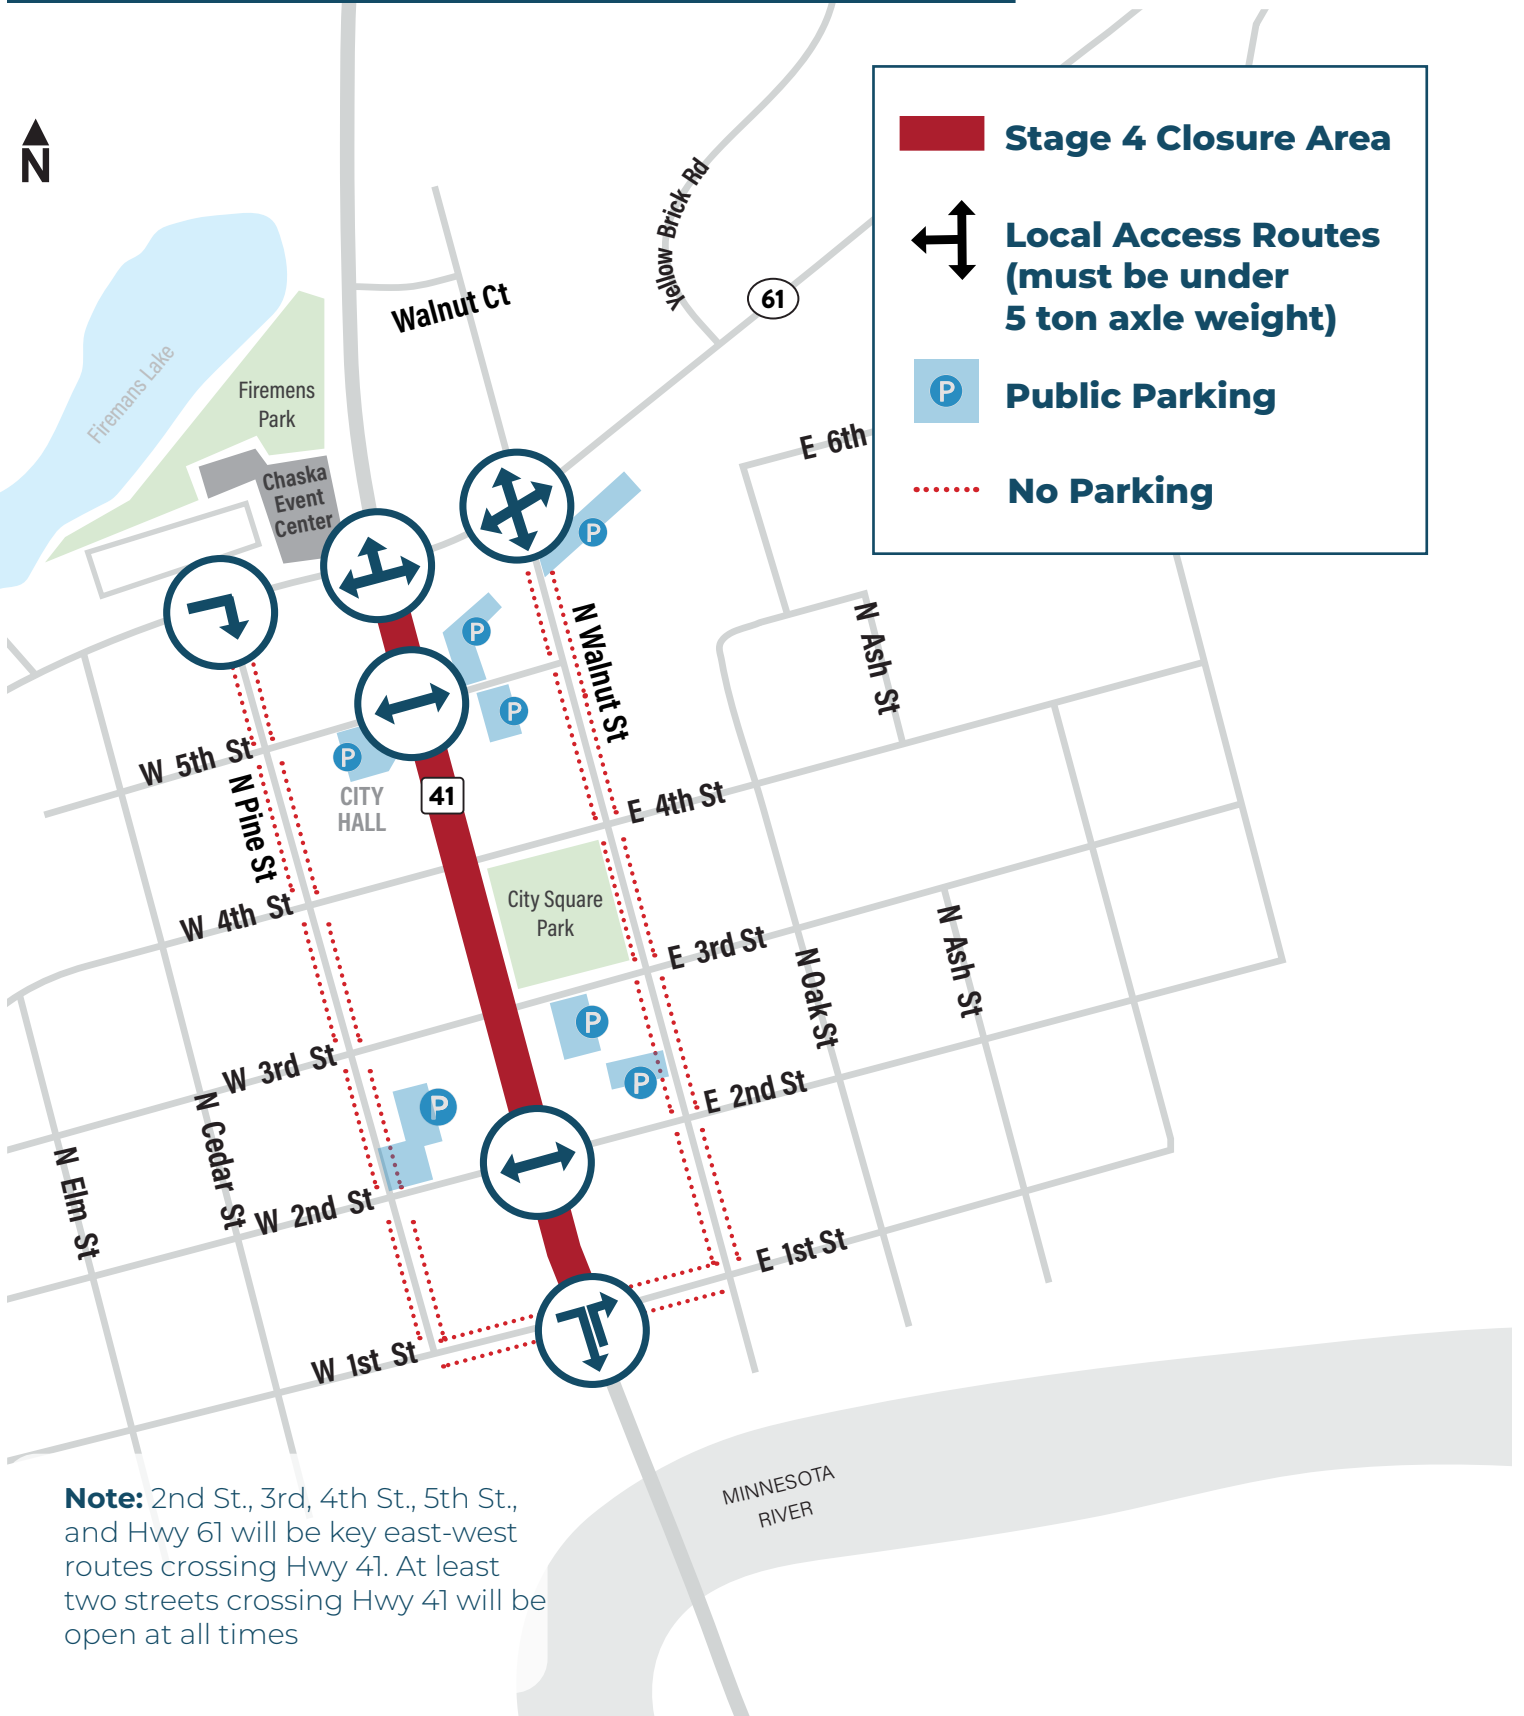 N
Stage 4 Closure Area
Local Access Routes
(must be under
5 ton axle weight)
Public Parking
No Parking
Yellow Brick Rd
61
Walnut Ct
Firemans Lake
Firemens
Park
Chaska
Event
Center
E 6th
P
P
P
P
P
P
P
P
N Walnut St
N Ash St
W 5th St
N Pine St
CITY
HALL
41
E 4th St
W 4th St
City Square
Park
E 3rd St
N Oak St
N Ash St
W 3rd St
N Cedar St
N Elm St
E 2nd St
W 2nd St
E 1st St
W 1st St
MINNESOTA
RIVER
Note: 2nd St., 3rd, 4th St., 5th St.,
and Hwy 61 will be key east-west
routes crossing Hwy 41. At least
two streets crossing Hwy 41 will be
open at all times